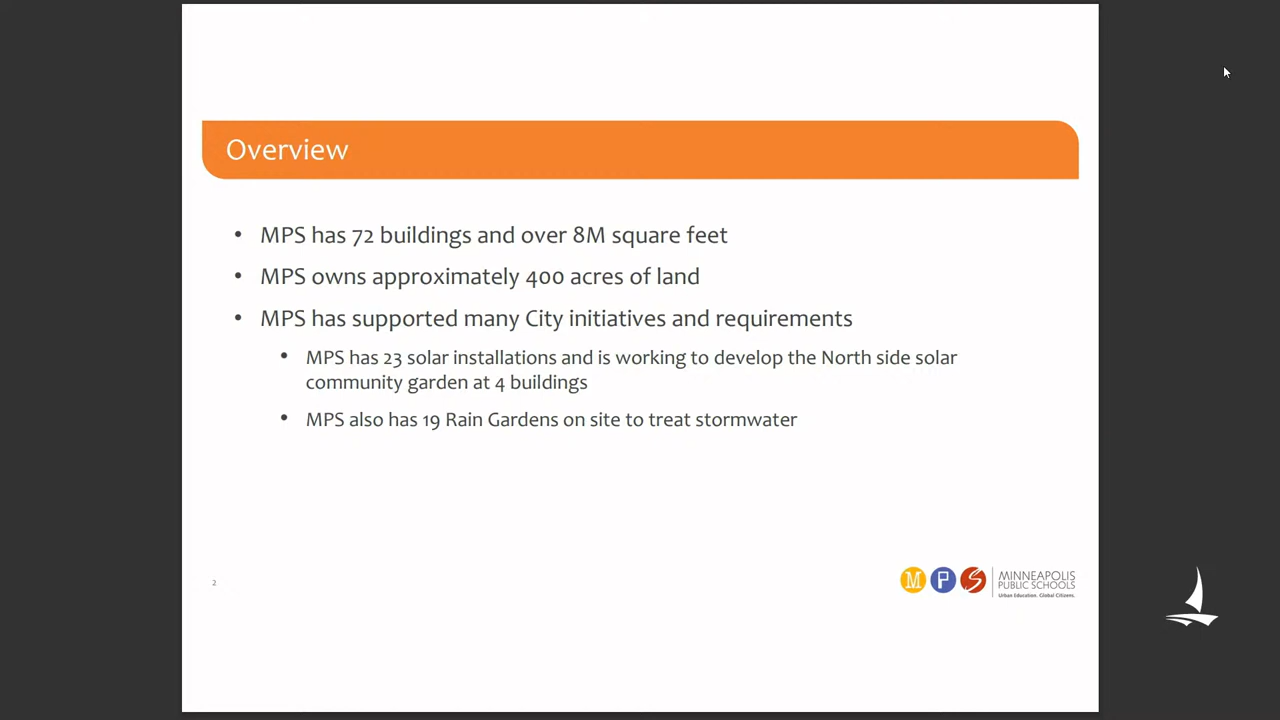 Overview
• MPS has 72 buildings and over 8M square feet
• MPS owns approximately 400 acres of land
• MPS has supported many City initiatives and requirements
• MPS has 23 solar installations and is working to develop the North side solar
community garden at 4 buildings
• MPS also has 19 Rain Gardens on site to treat stormwater
2
M P S MINNEAPOLIS
PUBLIC SCHOOLS
Urban Education. Global Citizens.